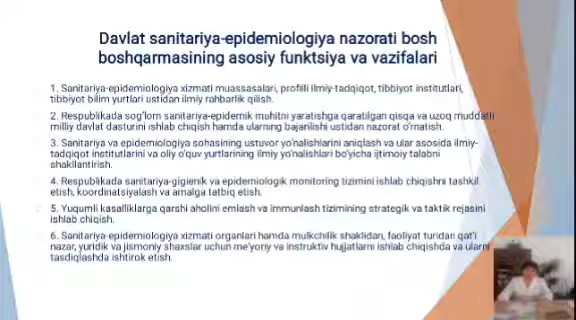 Davlat sanitariya-epidemiologiya nazorati bosh
boshqarmasining asosiy funktsiya va vazifalari
1. Sanitariya-epidemiologiya xizmati muassasalari, profilli ilmiy-tadqiqot, tibbiyot institutlari,
tibbiyot bilim yurtlari ustidan ilmiy rahbarlik qilish.
2. Respublikada sog'lom sanitariya-epidemik muhitni yaratishga qaratilgan qisqa va uzoq muddatli
milliy davlat dasturini ishlab chiqish hamda ularning bajarilishi ustidan nazorat o'rnatish.
3. Sanitariya va epidemiologiya sohasining ustuvor yo'nalishlarini aniqlash va ular asosida ilmiy-
tadqiqot institutlarini va oliy o'quv yurtlarining ilmiy yo'nalishlari bo'yicha ijtimoiy talabni
shakllantirish.
4. Respublikada sanitariya-gigienik va epidemiologik monitoring tizimini ishlab chiqishni tashkil
etish, koordinatsiyalash va amalga tatbiq etish.
5. Yuqumli kasalliklarga qarshi aholini emlash va immunlash tizimining strategik va taktik rejasini
ishlab chiqish.
6. Sanitariya-epidemiologiya xizmati organlari hamda mulkchilik shaklidan, faoliyat turidan qat'i
nazar, yuridik va jismoniy shaxslar uchun me'yoriy va instruktiv hujjatlarni ishlab chiqishda va ularni
tasdiqlashda ishtirok etish.